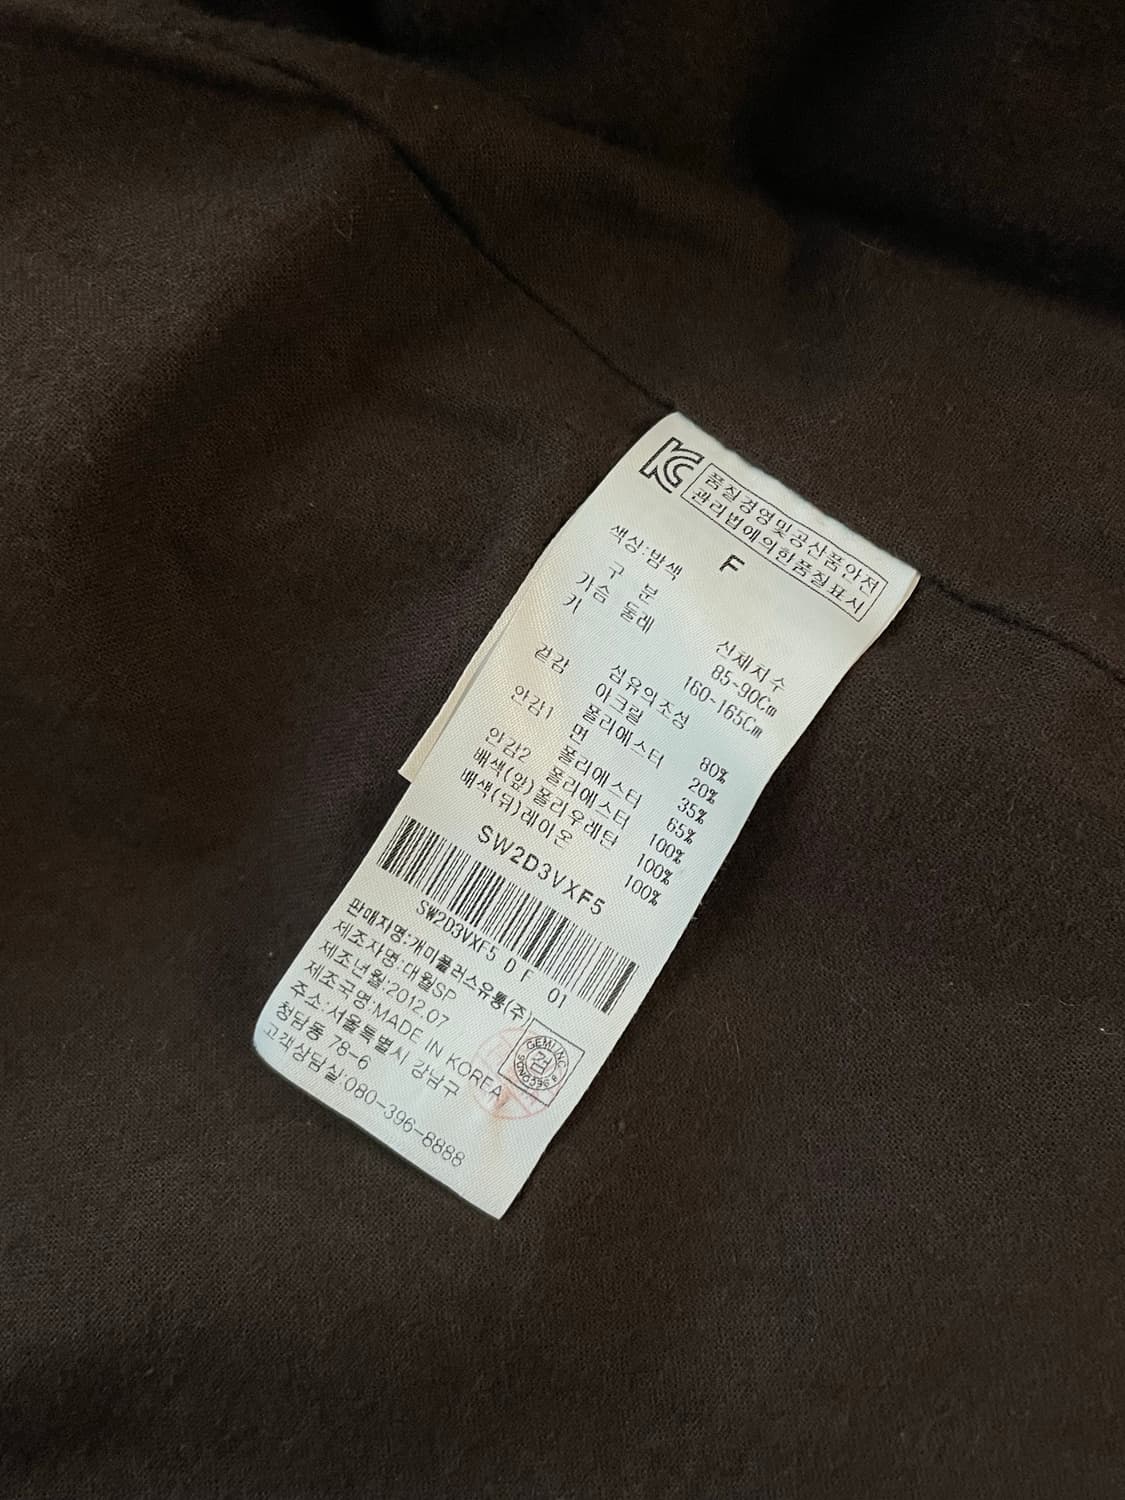 KC
품질경영및공산품안전
관리법에의한품질표시
색상:밤색 F
구 분 신체치수
가슴 둘레 85~90Cm
키 160~165Cm
섬유의조성
겉감 아크릴 80%
폴리에스터 20%
안감1 면 35%
폴리에스터 65%
안감2 폴리에스터 100%
배색(앞)폴리우레탄 100%
배색(뒤)레이온 100%
SW2D3VXF5
SW2D3VXF5 D F 01
판매자명:개미플러스유통(주)
제조자명:대월SP
제조년월:2012.07
제조국명:MADE IN KOREA
주소:서울특별시 강남구
청담동 78-6
고객상담실:080-396-8888
GEMI.INC
검
8 SECONDS